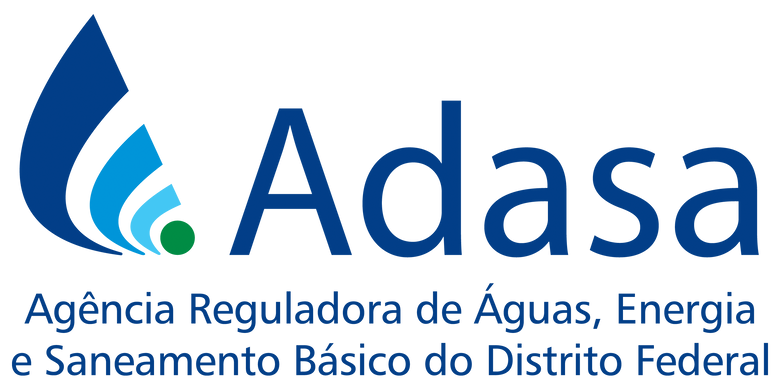 Adasa
Agência Reguladora de Águas, Energia
e Saneamento Básico do Distrito Federal